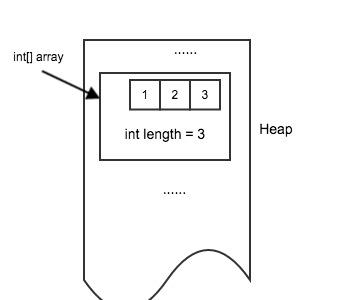 ......
int[] array
1 2 3
int length = 3
Heap
......